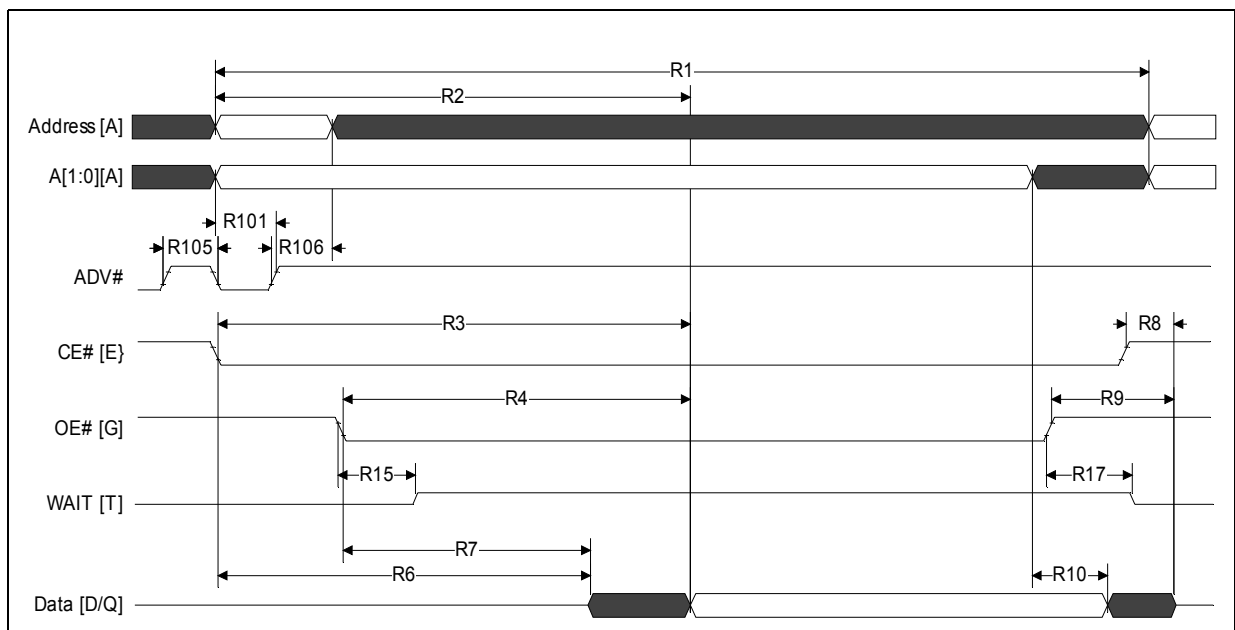 R1
R2
Address [A]
A[1:0][A]
R101
R105
R106
ADV#
R3
R8
CE# [E}
R4
R9
OE# [G]
R15
R17
WAIT [T]
R7
R6
R10
Data [D/Q]